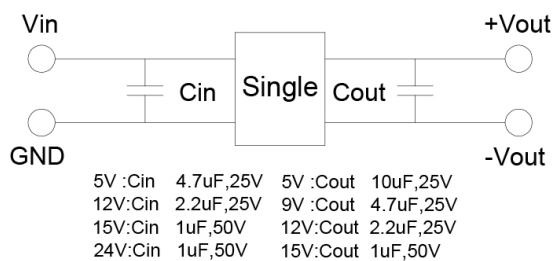 Vin
+Vout
Cin
Single
Cout
GND
-Vout
5V :Cin 4.7uF,25V 5V :Cout 10uF,25V
12V:Cin 2.2uF,25V 9V :Cout 4.7uF,25V
15V:Cin 1uF,50V 12V:Cout 2.2uF,25V
24V:Cin 1uF,50V 15V:Cout 1uF,50V